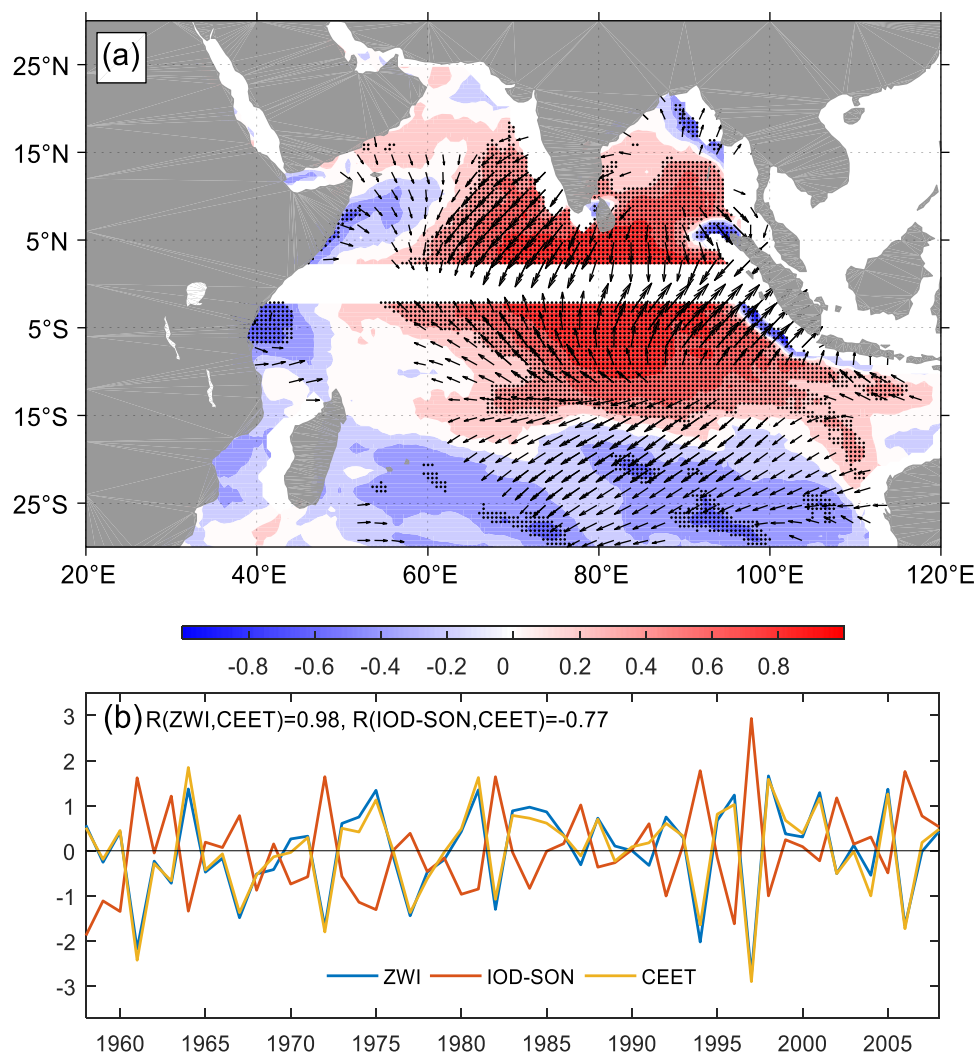 (a)
25°N
15°N
5°N
5°S
15°S
25°S
20°E 40°E 60°E 80°E 100°E 120°E
-0.8 -0.6 -0.4 -0.2 0 0.2 0.4 0.6 0.8
(b) R(ZWI,CEET)=0.98, R(IOD-SON,CEET)=-0.77
3
2
1
0
-1
-2
-3
ZWI IOD-SON CEET
1960 1965 1970 1975 1980 1985 1990 1995 2000 2005